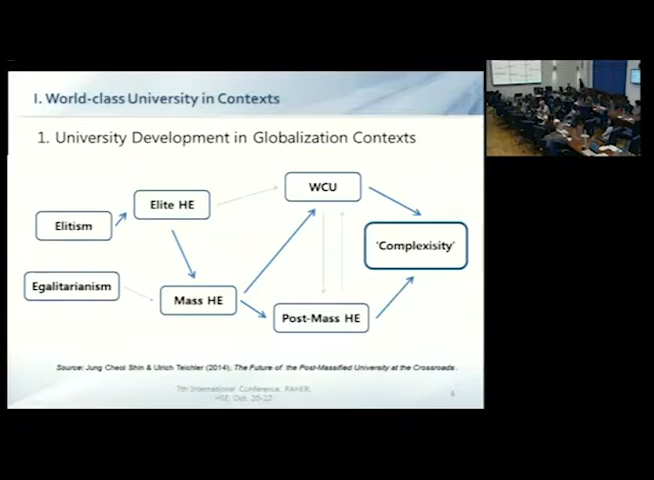 I. World-class University in Contexts
1. University Development in Globalization Contexts
WCU
Elite HE
Elitism
'Complexisity'
Egalitarianism
Mass HE
Post-Mass HE
Source: Jung Cheol Shin & Ulrich Teichler (2014), The Future of the Post-Massified University at the Crossroads.
7th International Conference, RAHER,
HSE, Oct. 20-22